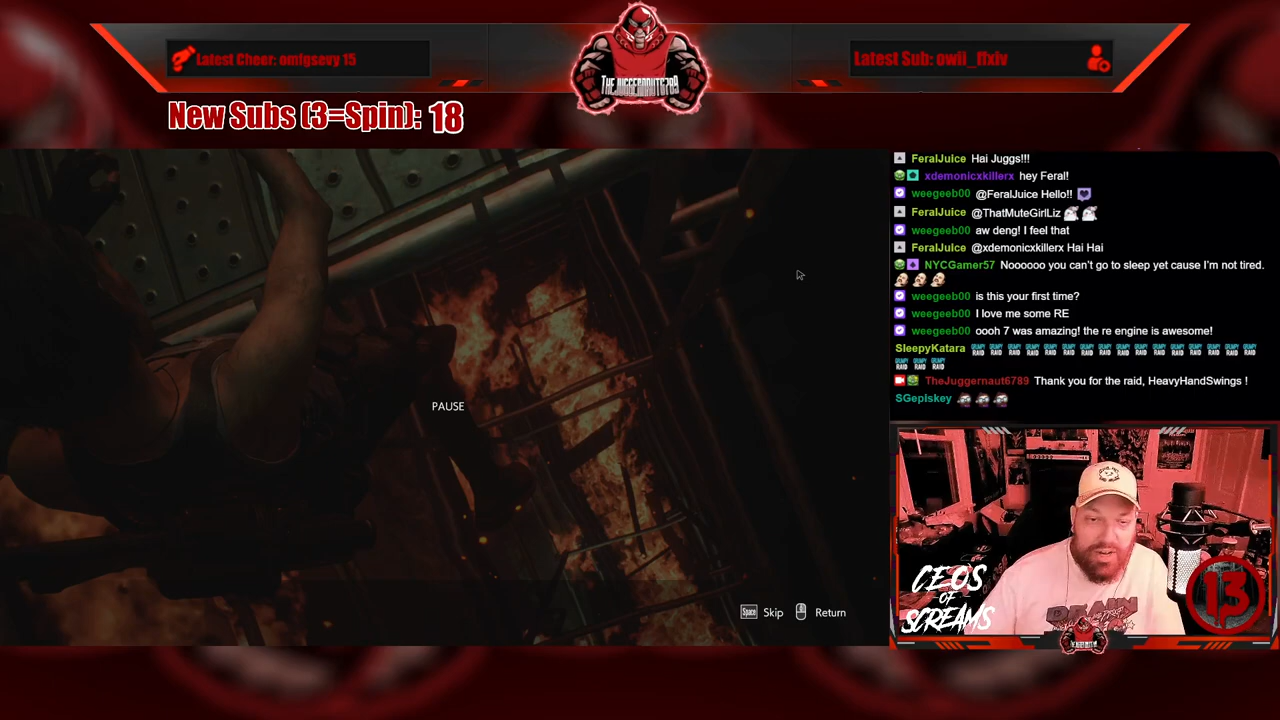 Latest Cheer: omfgsevy 15
THEJUGGERNAUT6789
Latest Sub: owil_ffxiv
New Subs (3=Spin): 18
FeralJuice Hai Juggs!!!
xdemonicxkillerx hey Feral!
weegeeb00 @FeralJuice Hello!!
FeralJuice @ThatMuteGirlLiz
weegeeb00 aw deng! I feel that
FeralJuice @xdemonicxkillerx Hai Hai
NYCGamer57 Noooooo you can't go to sleep yet cause I'm not tired.
weegeeb00 is this your first time?
weegeeb00 I love me some RE
weegeeb00 oooh 7 was amazing! the re engine is awesome!
SleepyKatara
TheJuggernaut6789 Thank you for the raid, HeavyHandSwings !
SGepIskey
PAUSE
Space Skip Return
CEOS
OF
SCREAMS
13